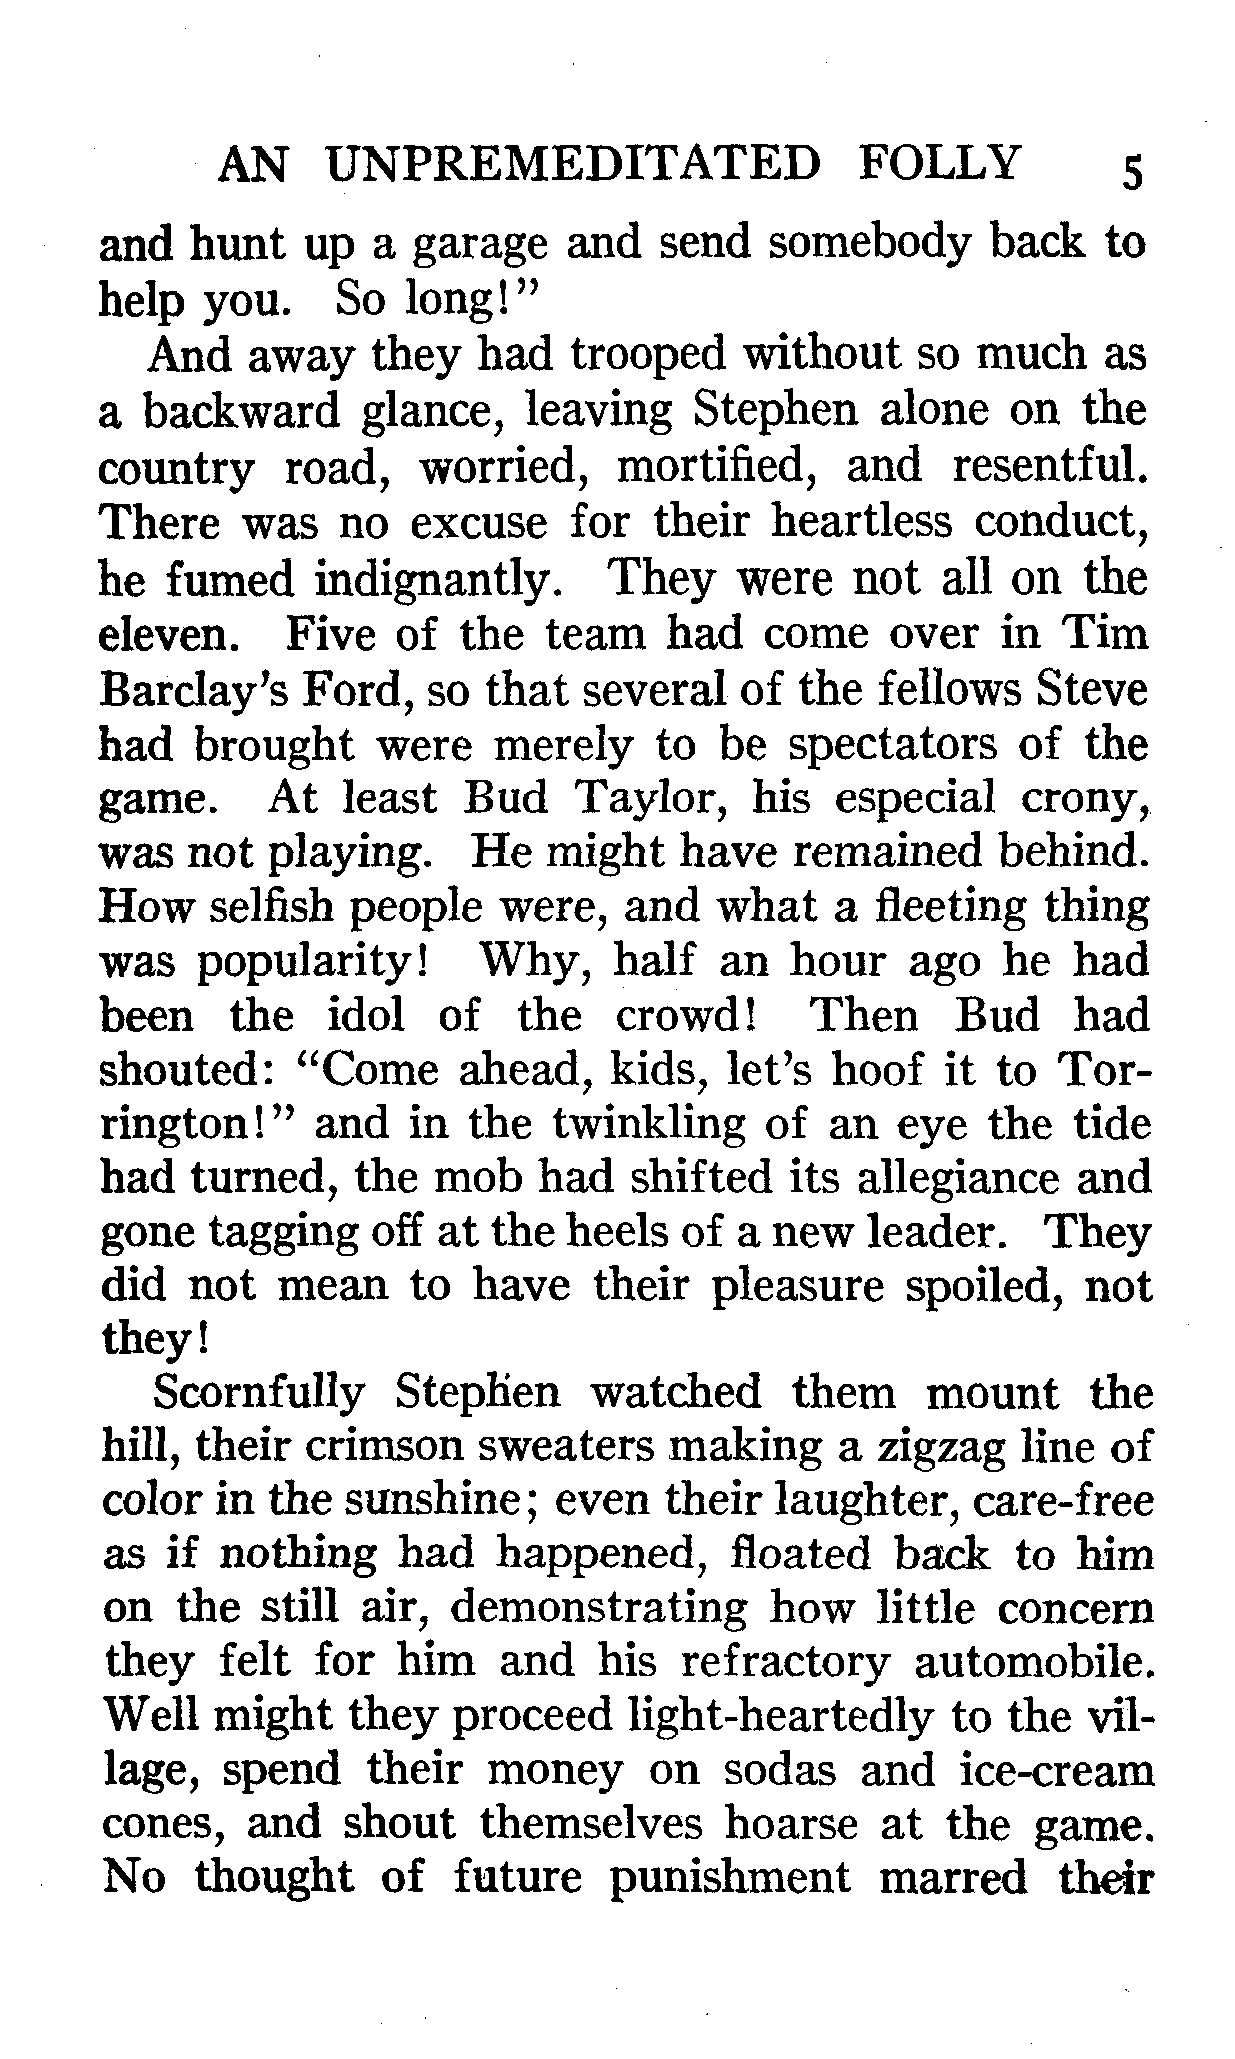 AN UNPREMEDITATED FOLLY 5
and hunt up a garage and send somebody back to
help you. So long!”
And away they had trooped without so much as
a backward glance, leaving Stephen alone on the
country road, worried, mortified, and resentful.
There was no excuse for their heartless conduct,
he fumed indignantly. They were not all on the
eleven. Five of the team had come over in Tim
Barclay's Ford, so that several of the fellows Steve
had brought were merely to be spectators of the
game. At least Bud Taylor, his especial crony,
was not playing. He might have remained behind.
How selfish people were, and what a fleeting thing
was popularity! Why, half an hour ago he had
been the idol of the crowd! Then Bud had
shouted: “Come ahead, kids, let's hoof it to Tor-
rington!” and in the twinkling of an eye the tide
had turned, the mob had shifted its allegiance and
gone tagging off at the heels of a new leader. They
did not mean to have their pleasure spoiled, not
they!
Scornfully Stephen watched them mount the
hill, their crimson sweaters making a zigzag line of
color in the sunshine; even their laughter, care-free
as if nothing had happened, floated back to him
on the still air, demonstrating how little concern
they felt for him and his refractory automobile.
Well might they proceed light-heartedly to the vil-
lage, spend their money on sodas and ice-cream
cones, and shout themselves hoarse at the game.
No thought of future punishment marred their